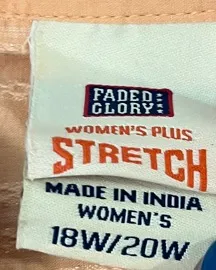 FADED
GLORY
WOMEN'S PLUS
STRETCH
MADE IN INDIA
WOMEN'S
18W/20W